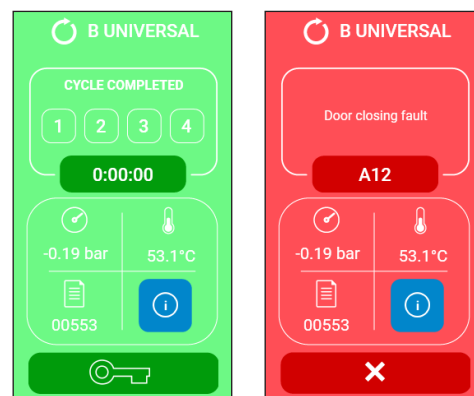 B UNIVERSAL
CYCLE COMPLETED
1 2 3 4
0:00:00
-0.19 bar
53.1°C
00553
i
B UNIVERSAL
Door closing fault
A12
-0.19 bar
53.1°C
00553
i